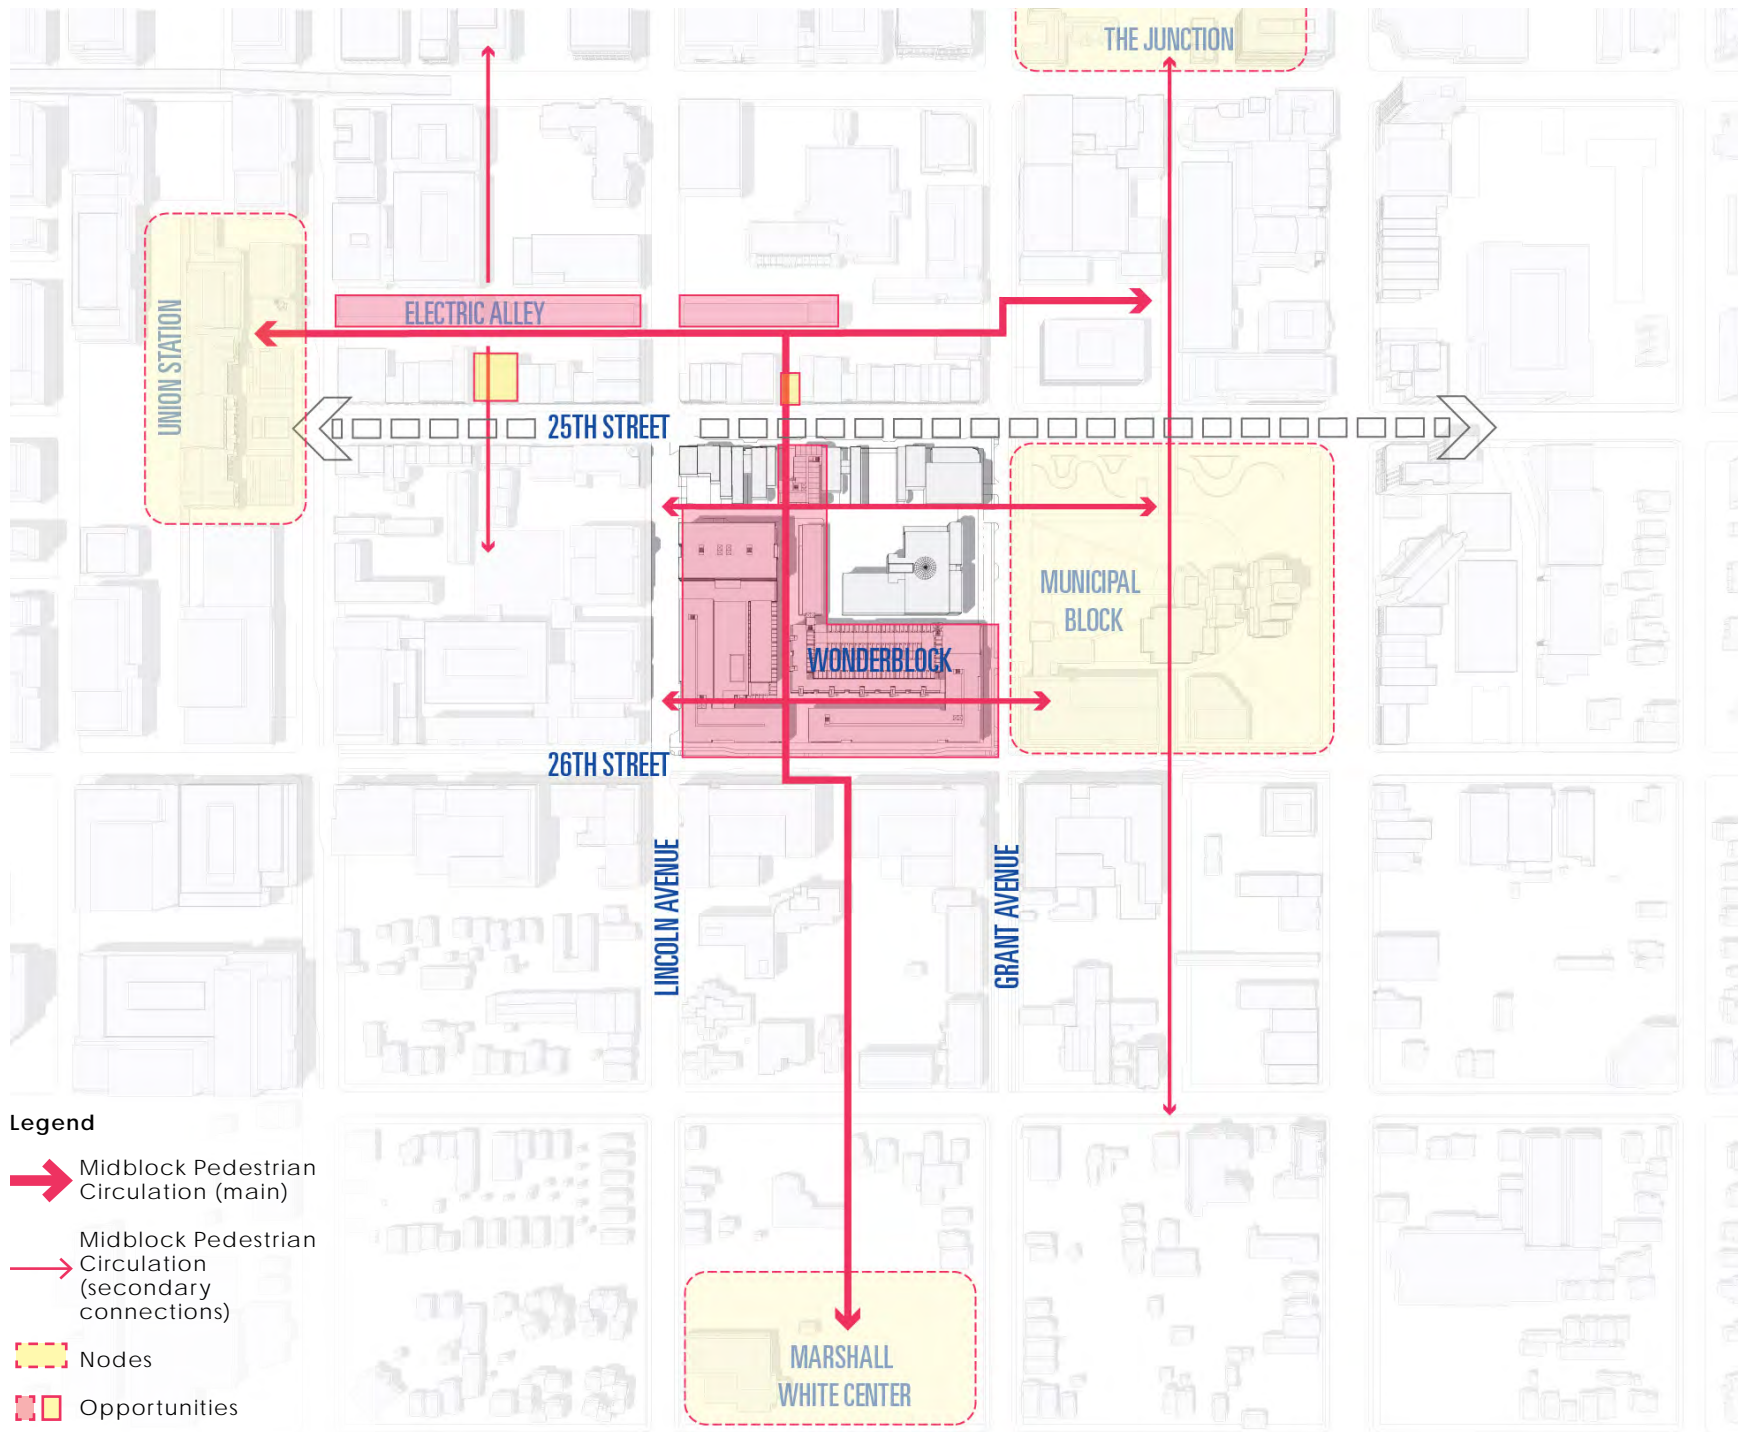 THE JUNCTION
UNION STATION
ELECTRIC ALLEY
25TH STREET
MUNICIPAL
BLOCK
WONDERBLOCK
26TH STREET
LINCOLN AVENUE
GRANT AVENUE
MARSHALL
WHITE CENTER
Legend
Midblock Pedestrian
Circulation (main)
Midblock Pedestrian
Circulation
(secondary
connections)
Nodes
Opportunities